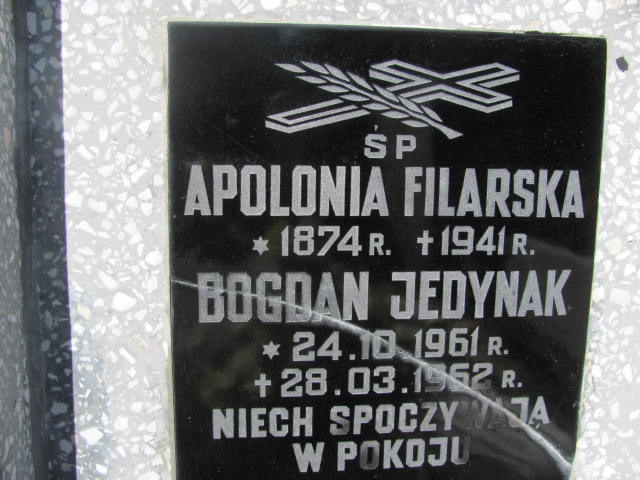 ŚP
APOLONIA FILARSKA
* 1874 R. † 1941 R.
BOGDAN JEDYNAK
* 24.10.1961 R.
† 28.03.1962 R.
NIECH SPOCZYWAJĄ
W POKOJU